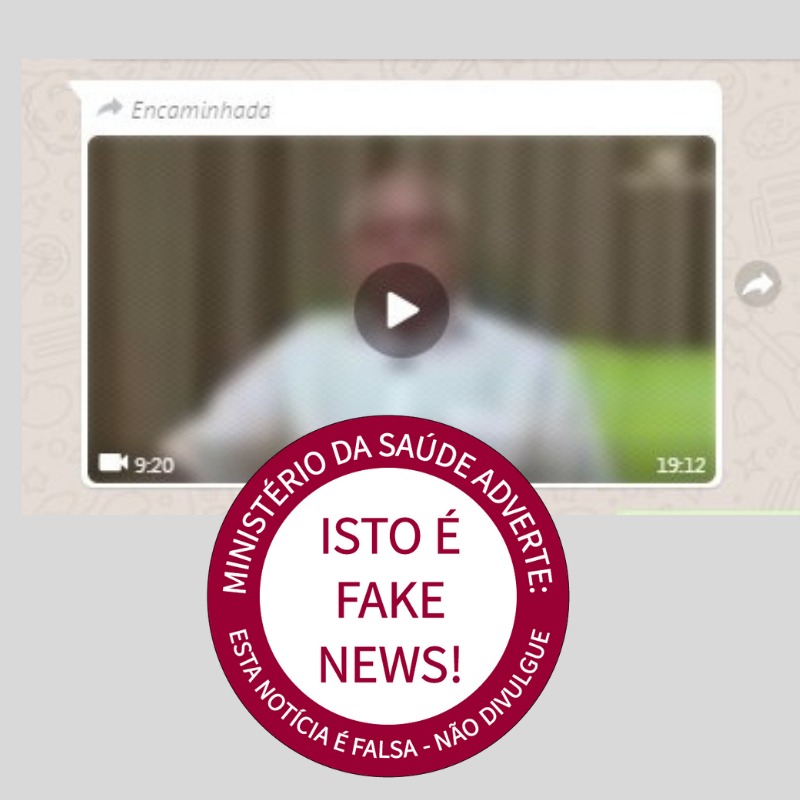 Encaminhada
9:20
19:12
MINISTÉRIO DA SAÚDE ADVERTE:
ISTO É
FAKE
NEWS!
ESTA NOTÍCIA É FALSA - NÃO DIVULGUE